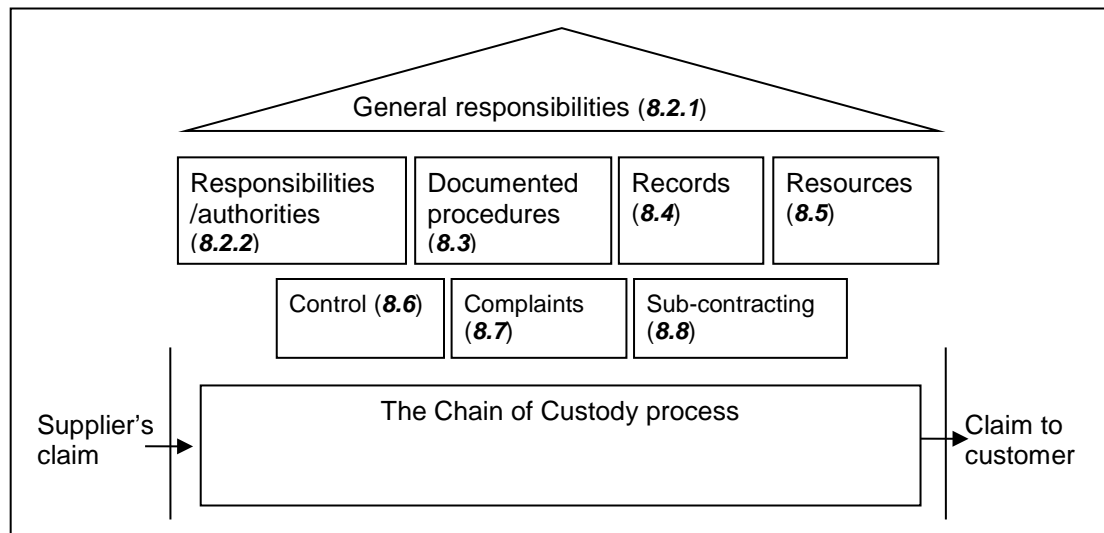 General responsibilities (8.2.1)
Responsibilities
/authorities
(8.2.2)
Documented
procedures
(8.3)
Records
(8.4)
Resources
(8.5)
Control (8.6)
Complaints
(8.7)
Sub-contracting
(8.8)
Supplier’s
claim
The Chain of Custody process
Claim to
customer